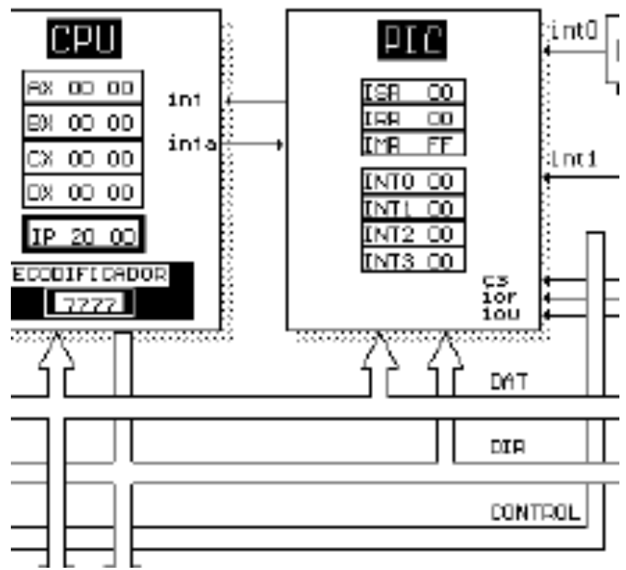 CPU
AX 00 00
BX 00 00
CX 00 00
DX 00 00
IP 20 00
ECODIFICADOR
????
int
inta
PIC
ISR 00
IRR 00
IMR FF
INT0 00
INT1 00
INT2 00
INT3 00
cs
ior
iow
int0
int1
DAT
DIR
CONTROL